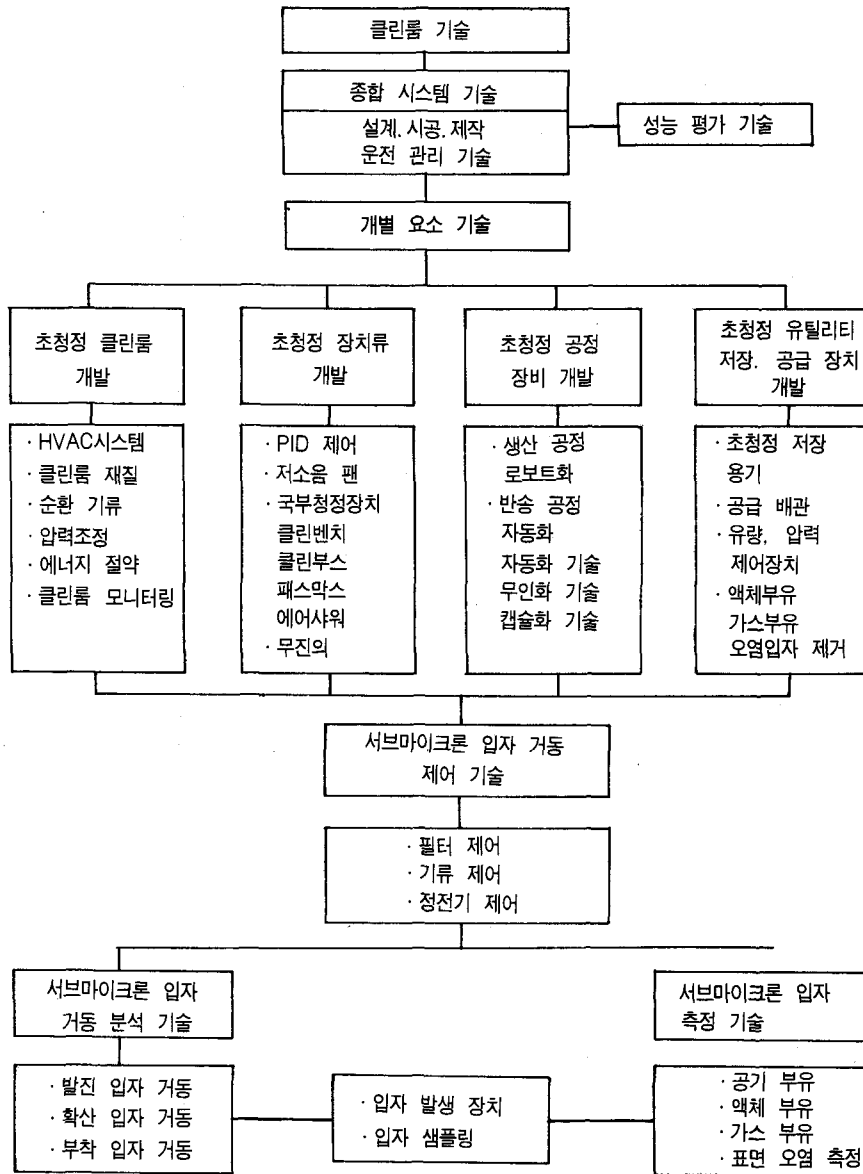 클린룸 기술
종합 시스템 기술
설계. 시공. 제작
운전 관리 기술
성능 평가 기술
개별 요소 기술
초청정 클린룸
개발
· HVAC시스템
· 클린룸 재질
· 순환 기류
· 압력조정
· 에너지 절약
· 클린룸 모니터링
초청정 장치류
개발
· PID 제어
· 저소음 팬
· 국부청정장치
클린벤치
쿨린부스
패스막스
에어샤워
· 무진의
초청정 공정
장비 개발
· 생산 공정
로보트화
· 반송 공정
자동화
자동화 기술
무인화 기술
캡슐화 기술
초청정 유틸리티
저장. 공급 장치
개발
· 초청정 저장
용기
· 공급 배관
· 유량, 압력
제어장치
· 액체부유
가스부유
오염입자 제거
서브마이크론 입자 거동
제어 기술
· 필터 제어
· 기류 제어
· 정전기 제어
서브마이크론 입자
거동 분석 기술
· 발진 입자 거동
· 확산 입자 거동
· 부착 입자 거동
· 입자 발생 장치
· 입자 샘플링
서브마이크론 입자
측정 기술
· 공기 부유
· 액체 부유
· 가스 부유
· 표면 오염 측정